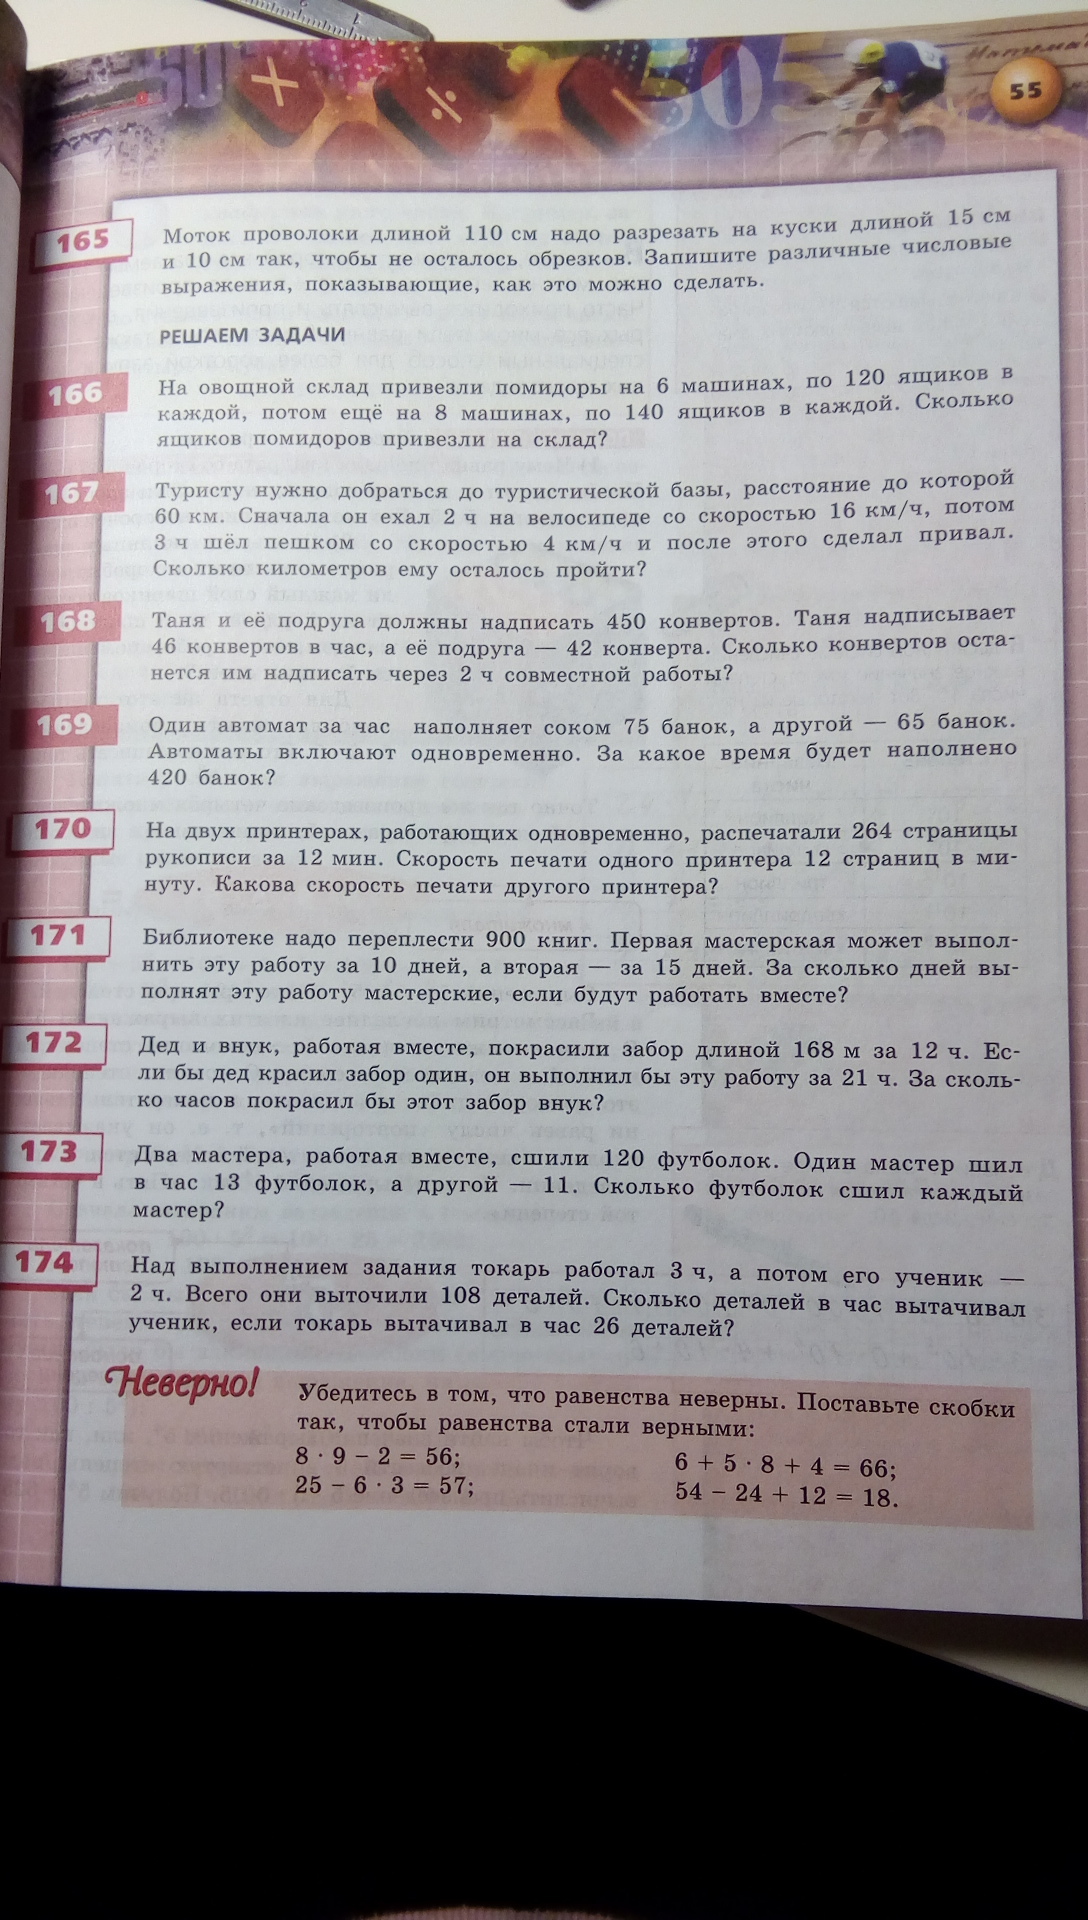 55
165
Моток проволоки длиной 110 см надо разрезать на куски длиной 15 см
и 10 см так, чтобы не осталось обрезков. Запишите различные числовые
выражения, показывающие, как это можно сделать.
РЕШАЕМ ЗАДАЧИ
166
На овощной склад привезли помидоры на 6 машинах, по 120 ящиков в
каждой, потом ещё на 8 машинах, по 140 ящиков в каждой. Сколько
ящиков помидоров привезли на склад?
167
Туристу нужно добраться до туристической базы, расстояние до которой
60 км. Сначала он ехал 2 ч на велосипеде со скоростью 16 км/ч, потом
3 ч шёл пешком со скоростью 4 км/ч и после этого сделал привал.
Сколько километров ему осталось пройти?
168
Таня и её подруга должны надписать 450 конвертов. Таня надписывает
46 конвертов в час, а её подруга — 42 конверта. Сколько конвертов оста-
нется им надписать через 2 ч совместной работы?
169
Один автомат за час наполняет соком 75 банок, а другой — 65 банок.
Автоматы включают одновременно. За какое время будет наполнено
420 банок?
170
На двух принтерах, работающих одновременно, распечатали 264 страницы
рукописи за 12 мин. Скорость печати одного принтера 12 страниц в ми-
нуту. Какова скорость печати другого принтера?
171
Библиотеке надо переплести 900 книг. Первая мастерская может выпол-
нить эту работу за 10 дней, а вторая — за 15 дней. За сколько дней вы-
полнят эту работу мастерские, если будут работать вместе?
172
Дед и внук, работая вместе, покрасили забор длиной 168 м за 12 ч. Ес-
ли бы дед красил забор один, он выполнил бы эту работу за 21 ч. За сколь-
ко часов покрасил бы этот забор внук?
173
Два мастера, работая вместе, сшили 120 футболок. Один мастер шил
в час 13 футболок, а другой — 11. Сколько футболок сшил каждый
мастер?
174
Над выполнением задания токарь работал 3 ч, а потом его ученик —
2 ч. Всего они выточили 108 деталей. Сколько деталей в час вытачивал
ученик, если токарь вытачивал в час 26 деталей?
Неверно!
Убедитесь в том, что равенства неверны. Поставьте скобки
так, чтобы равенства стали верными:
8 · 9 − 2 = 56;
6 + 5 · 8 + 4 = 66;
25 − 6 · 3 = 57;
54 − 24 + 12 = 18.